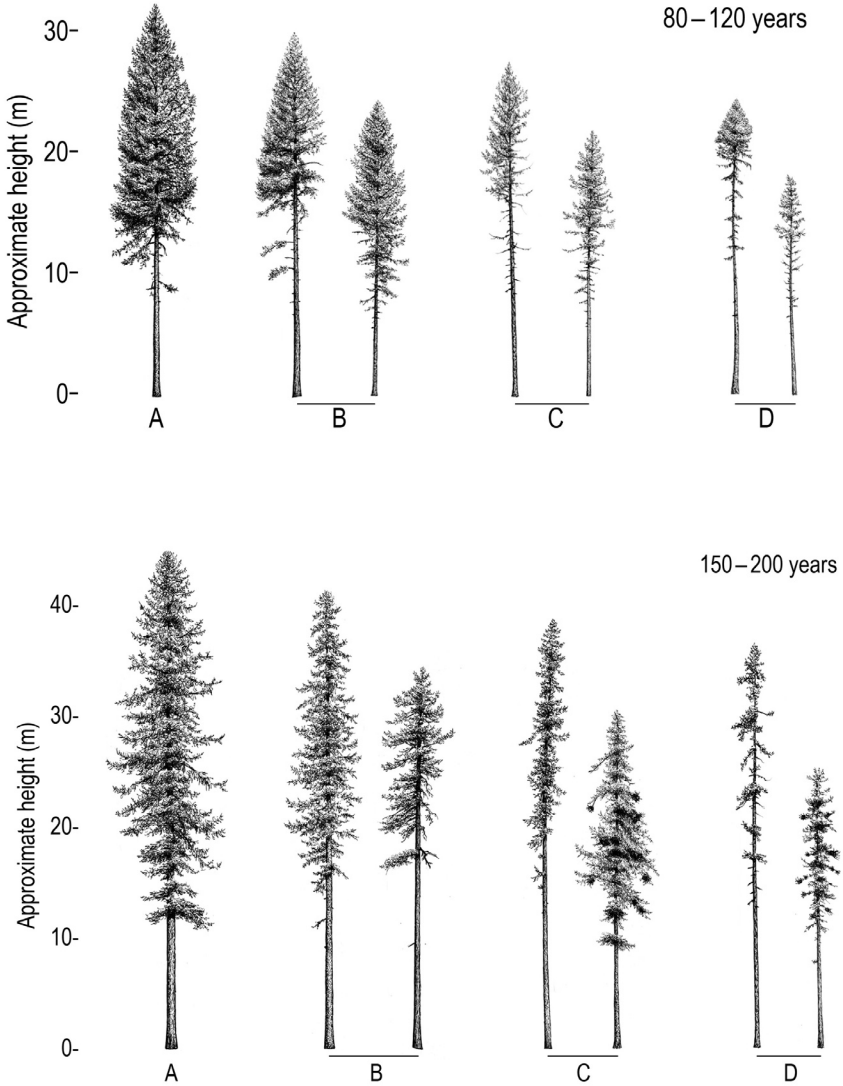 80–120 years
Approximate height (m)
30-
20-
10-
0-
A B C D
150–200 years
Approximate height (m)
40-
30-
20-
10-
0-
A B C D